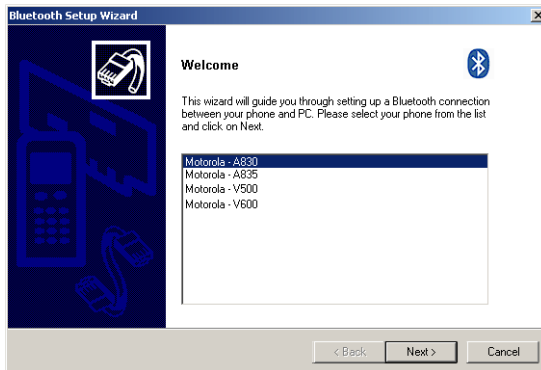 Bluetooth Setup Wizard
Welcome
This wizard will guide you through setting up a Bluetooth connection
between your phone and PC. Please select your phone from the list
and click on Next.
Motorola - A830
Motorola - A835
Motorola - V500
Motorola - V600
< Back
Next >
Cancel